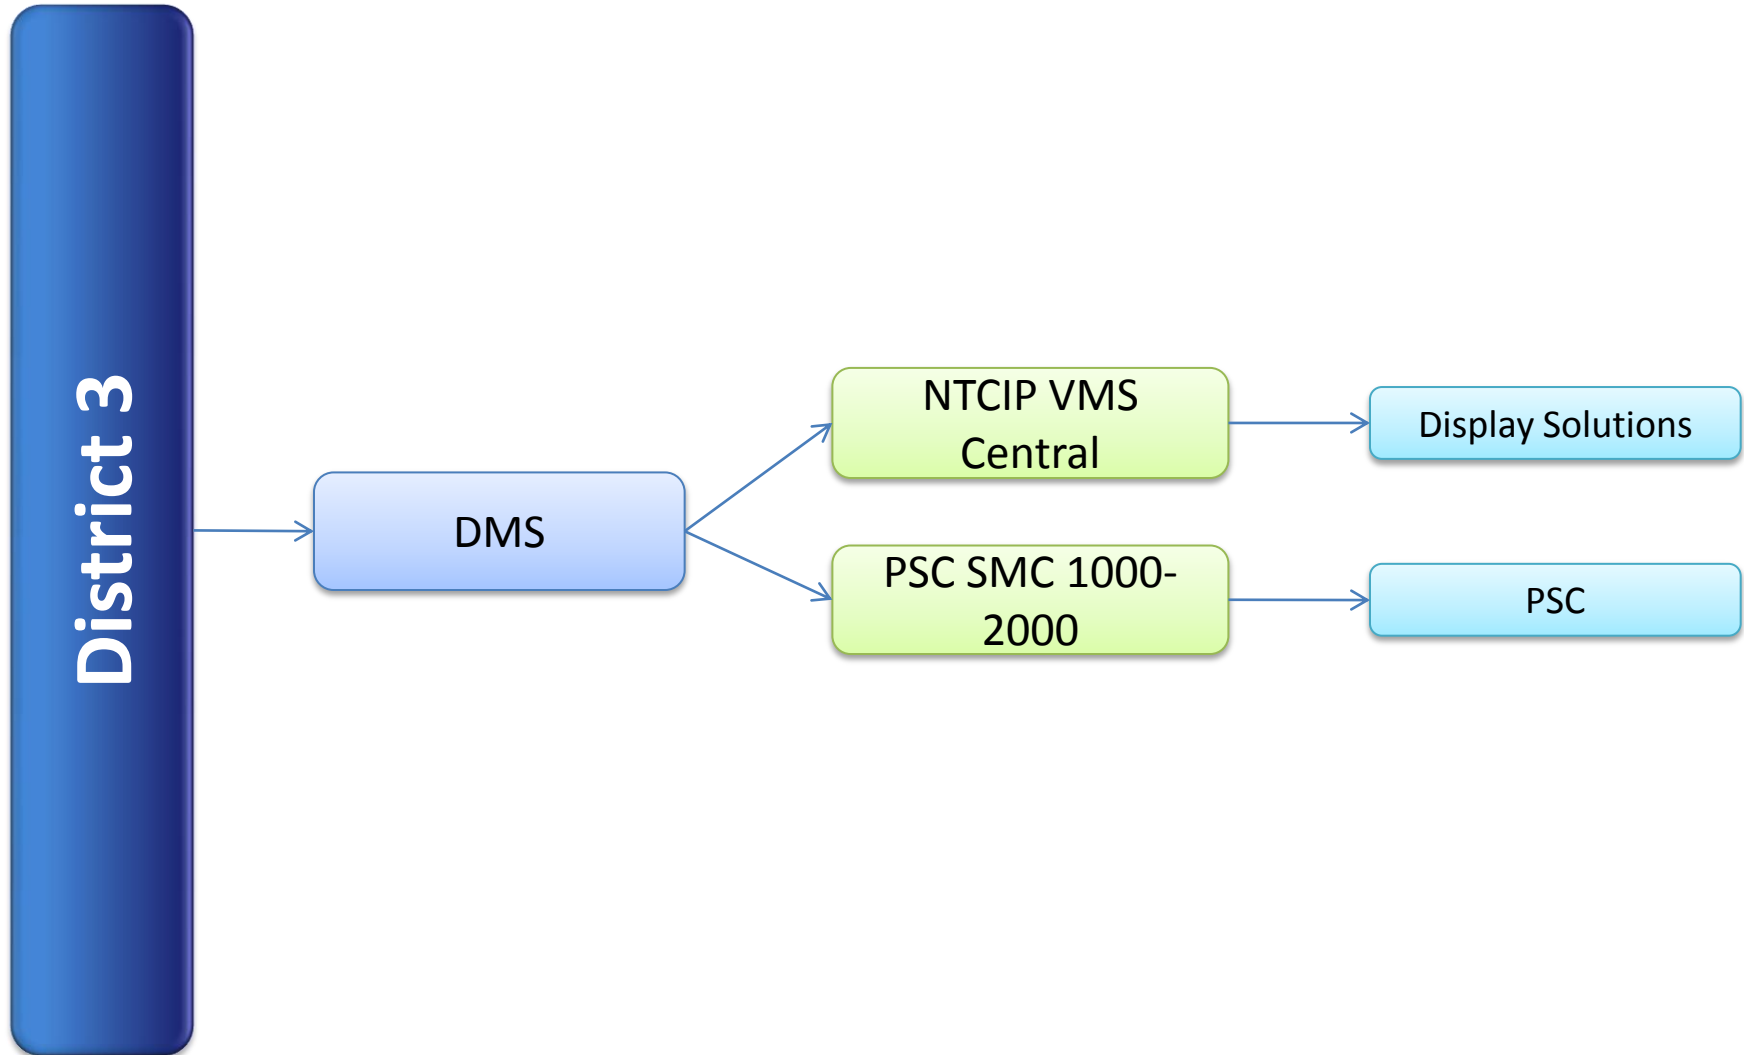 District 3
DMS
NTCIP VMS
Central
Display Solutions
PSC SMC 1000-
2000
PSC